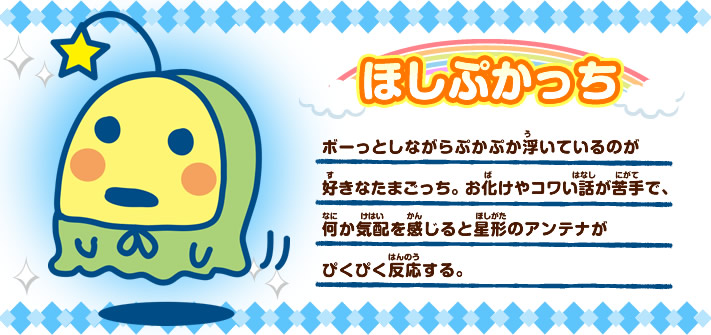 ほしぷかっち
ボーっとしながらぷかぷか浮いているのが
好きなたまごっち。お化けやコワい話が苦手で、
何か気配を感じると星形のアンテナが
ぴくぴく反応する。